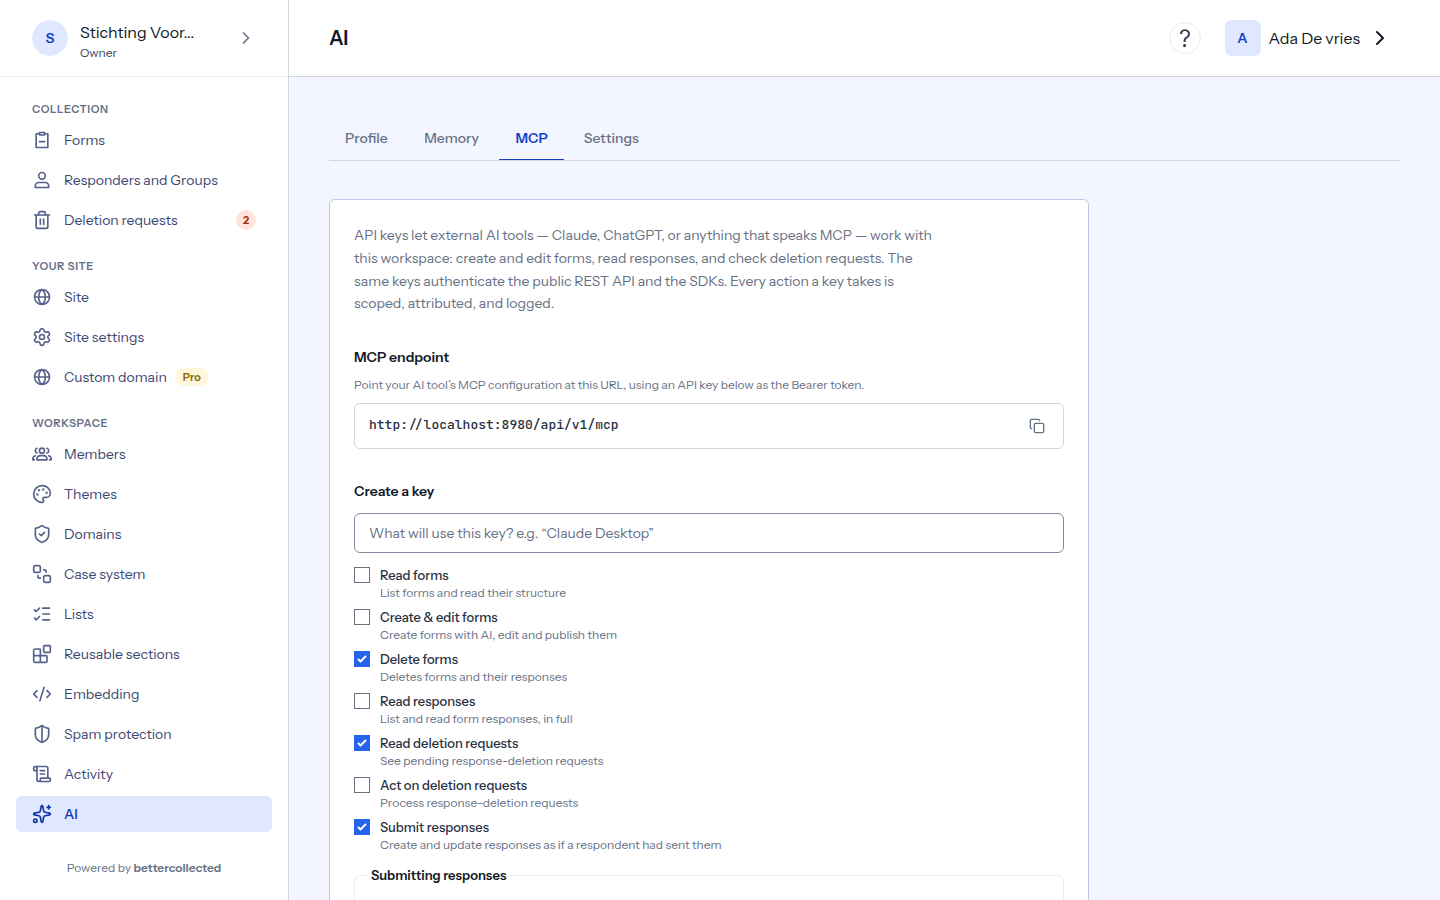 S
Stichting Voor...
Owner
AI
?
A
Ada De vries
COLLECTION
Forms
Responders and Groups
Deletion requests
2
YOUR SITE
Site
Site settings
Custom domain
Pro
WORKSPACE
Members
Themes
Domains
Case system
Lists
Reusable sections
Embedding
Spam protection
Activity
AI
Powered by bettercollected
Profile
Memory
MCP
Settings
API keys let external AI tools — Claude, ChatGPT, or anything that speaks MCP — work with
this workspace: create and edit forms, read responses, and check deletion requests. The
same keys authenticate the public REST API and the SDKs. Every action a key takes is
scoped, attributed, and logged.
MCP endpoint
Point your AI tool’s MCP configuration at this URL, using an API key below as the Bearer token.
http://localhost:8980/api/v1/mcp
Create a key
What will use this key? e.g. “Claude Desktop”
Read forms
List forms and read their structure
Create & edit forms
Create forms with AI, edit and publish them
Delete forms
Deletes forms and their responses
Read responses
List and read form responses, in full
Read deletion requests
See pending response-deletion requests
Act on deletion requests
Process response-deletion requests
Submit responses
Create and update responses as if a respondent had sent them
Submitting responses